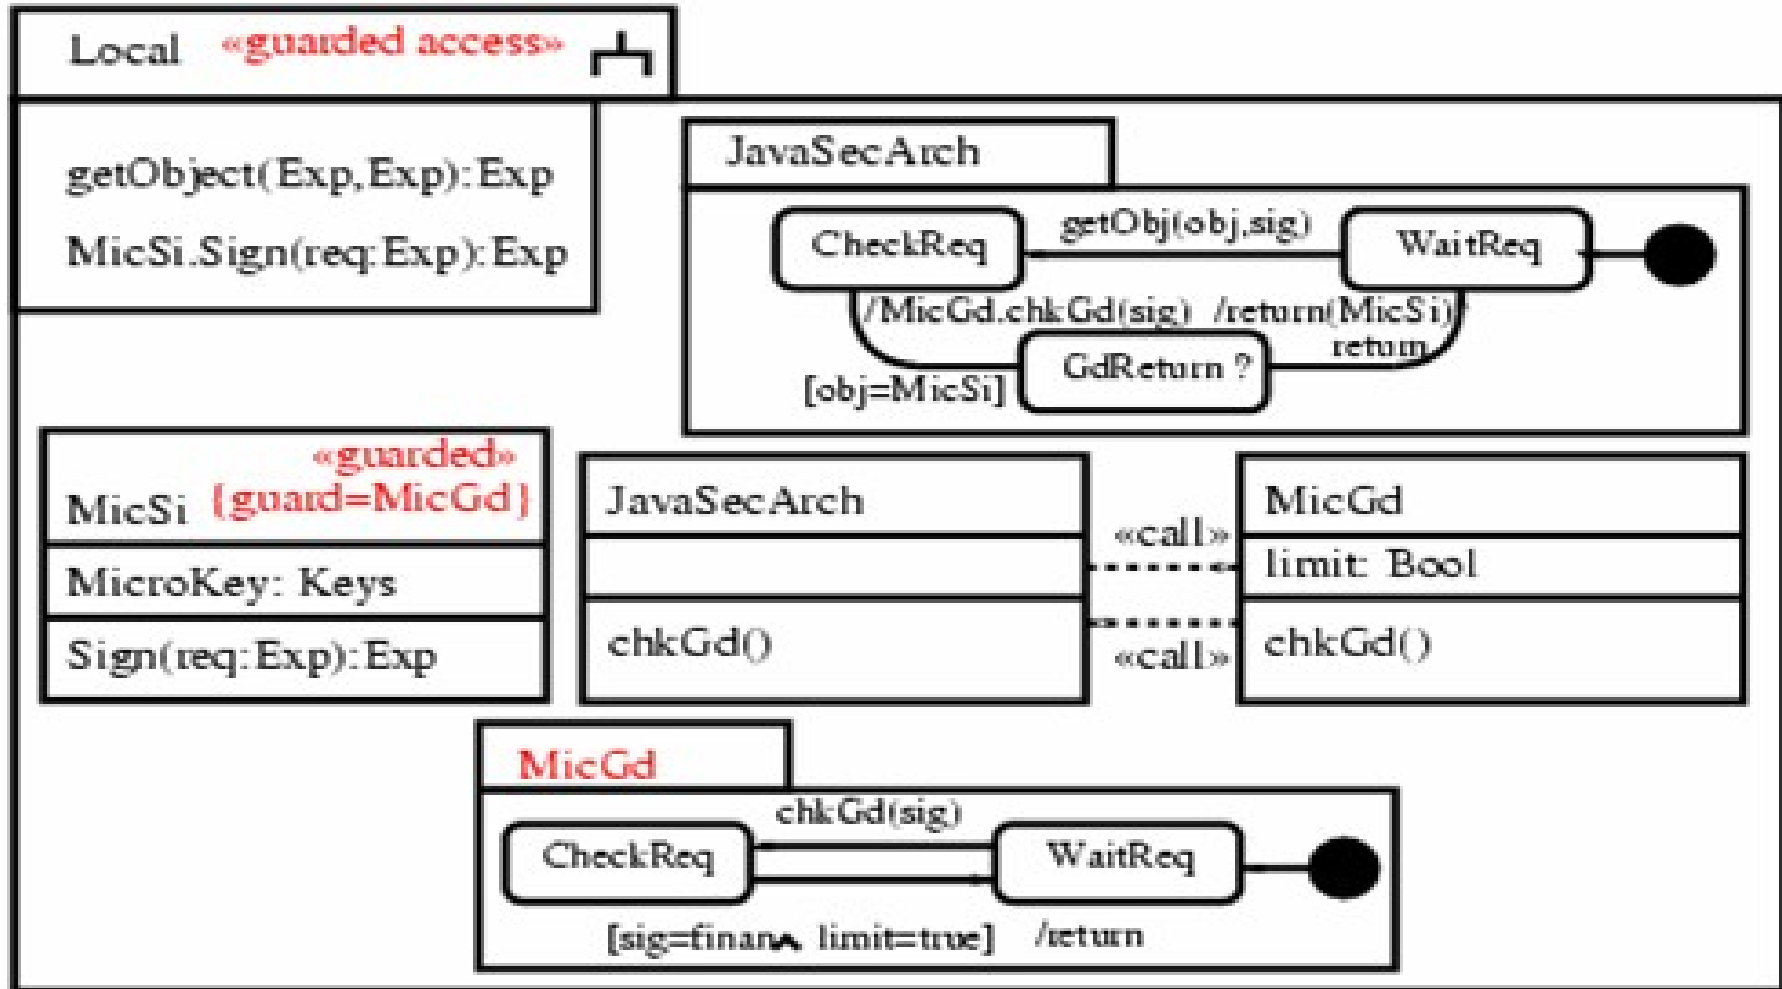 Local «guarded access»
getObject(Exp,Exp):Exp
MicSi.Sign(req:Exp):Exp
JavaSecArch
CheckReq
getObj(obj,sig)
WaitReq
/MicGd.chkGd(sig) /return(MicSi)
return
GdReturn ?
[obj=MicSi]
«guarded»
MicSi {guard=MicGd}
MicroKey: Keys
Sign(req:Exp):Exp
JavaSecArch
chkGd()
«call»
«call»
MicGd
limit: Bool
chkGd()
MicGd
chkGd(sig)
CheckReq
WaitReq
[sig=finan∧ limit=true] /return